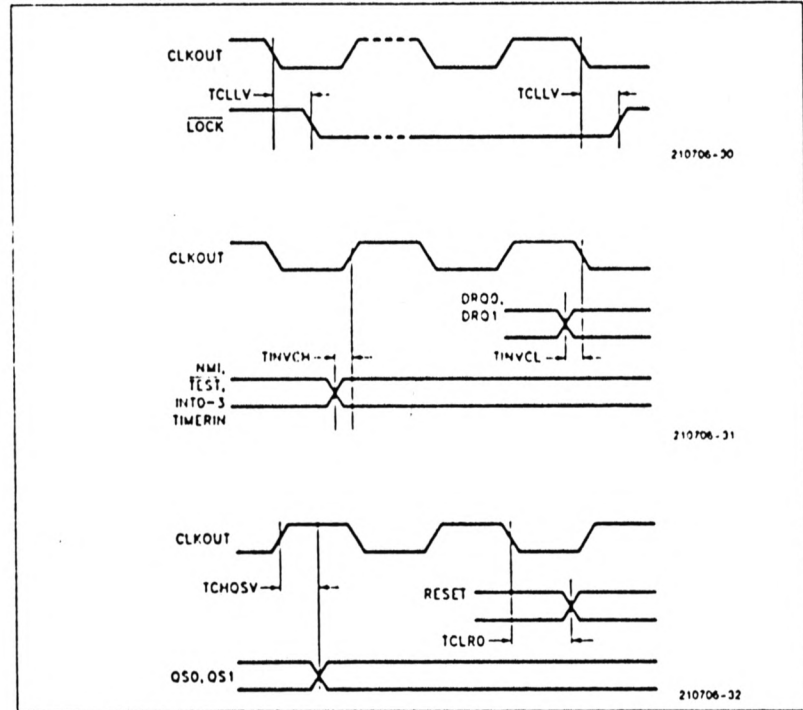 CLKOUT
TCLLV TCLLV
LOCK
210706-30
CLKOUT
DRQ0,
DRQ1
TINVCH TINVCL
NMI,
TEST,
INT0-3
TIMERIN
210706-31
CLKOUT
TCHQSV
RESET
TCLRO
QS0, QS1
210706-32